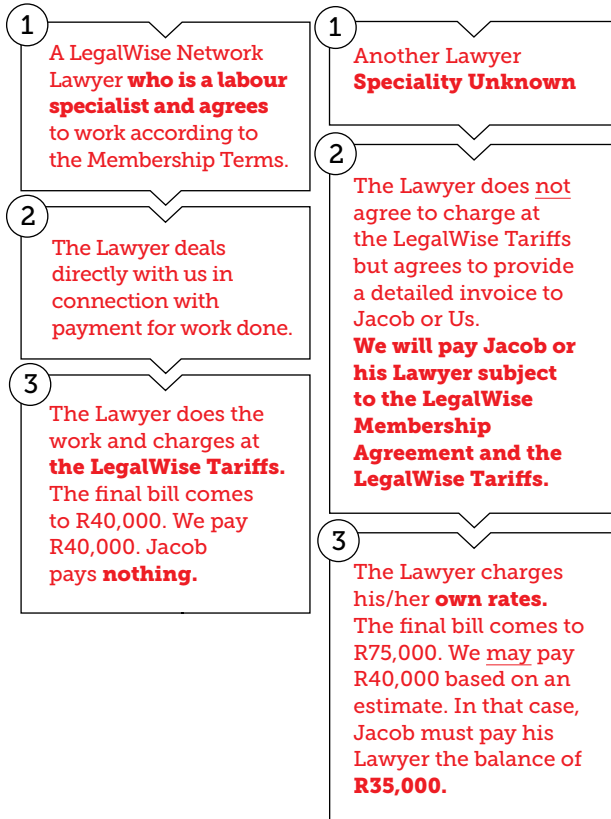 1
A LegalWise Network
Lawyer who is a labour
specialist and agrees
to work according to
the Membership Terms.
2
The Lawyer deals
directly with us in
connection with
payment for work done.
3
The Lawyer does the
work and charges at
the LegalWise Tariffs.
The final bill comes
to R40,000. We pay
R40,000. Jacob
pays nothing.
1
Another Lawyer
Speciality Unknown
2
The Lawyer does not
agree to charge at
the LegalWise Tariffs
but agrees to provide
a detailed invoice to
Jacob or Us.
We will pay Jacob or
his Lawyer subject
to the LegalWise
Membership
Agreement and the
LegalWise Tariffs.
3
The Lawyer charges
his/her own rates.
The final bill comes to
R75,000. We may pay
R40,000 based on an
estimate. In that case,
Jacob must pay his
Lawyer the balance of
R35,000.